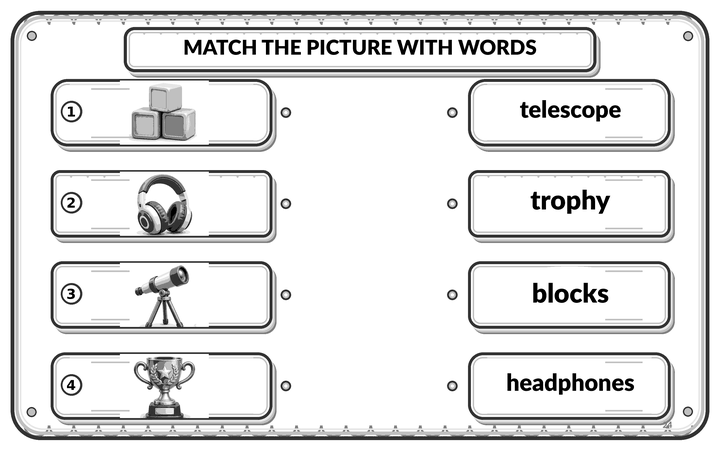 MATCH THE PICTURE WITH WORDS
1
telescope
2
trophy
3
blocks
4
headphones